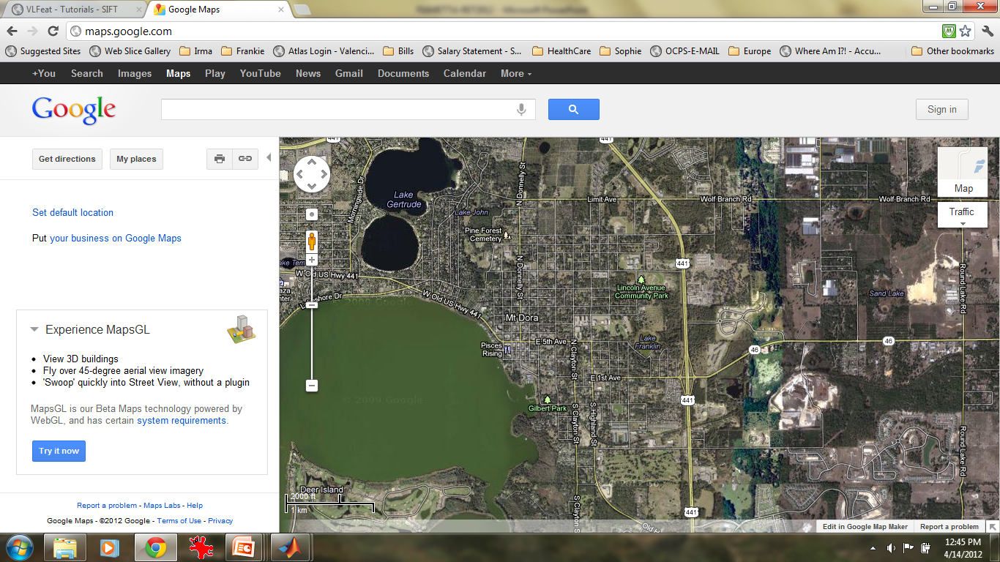 VLFeat - Tutorials - SIFT
Google Maps
maps.google.com
Suggested Sites
Web Slice Gallery
Irma
Frankie
Atlas Login - Valenci...
Bills
Salary Statement - S...
HealthCare
Sophie
OCPS-E-MAIL
Europe
Where Am I?! - Accu...
Other bookmarks
+You Search Images Maps Play YouTube News Gmail Documents Calendar More
Google
Sign in
Get directions
My places
Set default location
Put your business on Google Maps
Experience MapsGL
View 3D buildings
Fly over 45-degree aerial view imagery
'Swoop' quickly into Street View, without a plugin
MapsGL is our Beta Maps technology powered by
WebGL, and has certain system requirements.
Try it now
Report a problem - Maps Labs - Help
Google Maps - ©2012 Google - Terms of Use - Privacy
441
441
Morningside Dr
Lake
Gertrude
Lake John
N Donnelly St
Limit Ave
Wolf Branch Rd
Wolf Branch Rd
Map
Traffic
Pine Forest
Cemetery
441
W Old US Hwy 441
N Donnelly St
Lincoln Avenue
Community Park
Sand Lake
Round Lake Rd
W Old US Hwy 441
Mt Dora
Pisces
Rising
E 5th Ave
N Clayton St
Lake
Franklin
46
46
E 1st Ave
© 2009 Google
441
Gilbert Park
S Clayton St
S Highland St
Round Lake Rd
Deer Island
2000 ft
1 km
S Clayton S
441
Old H
Edit in Google Map Maker
Report a problem
12:45 PM
4/14/2012